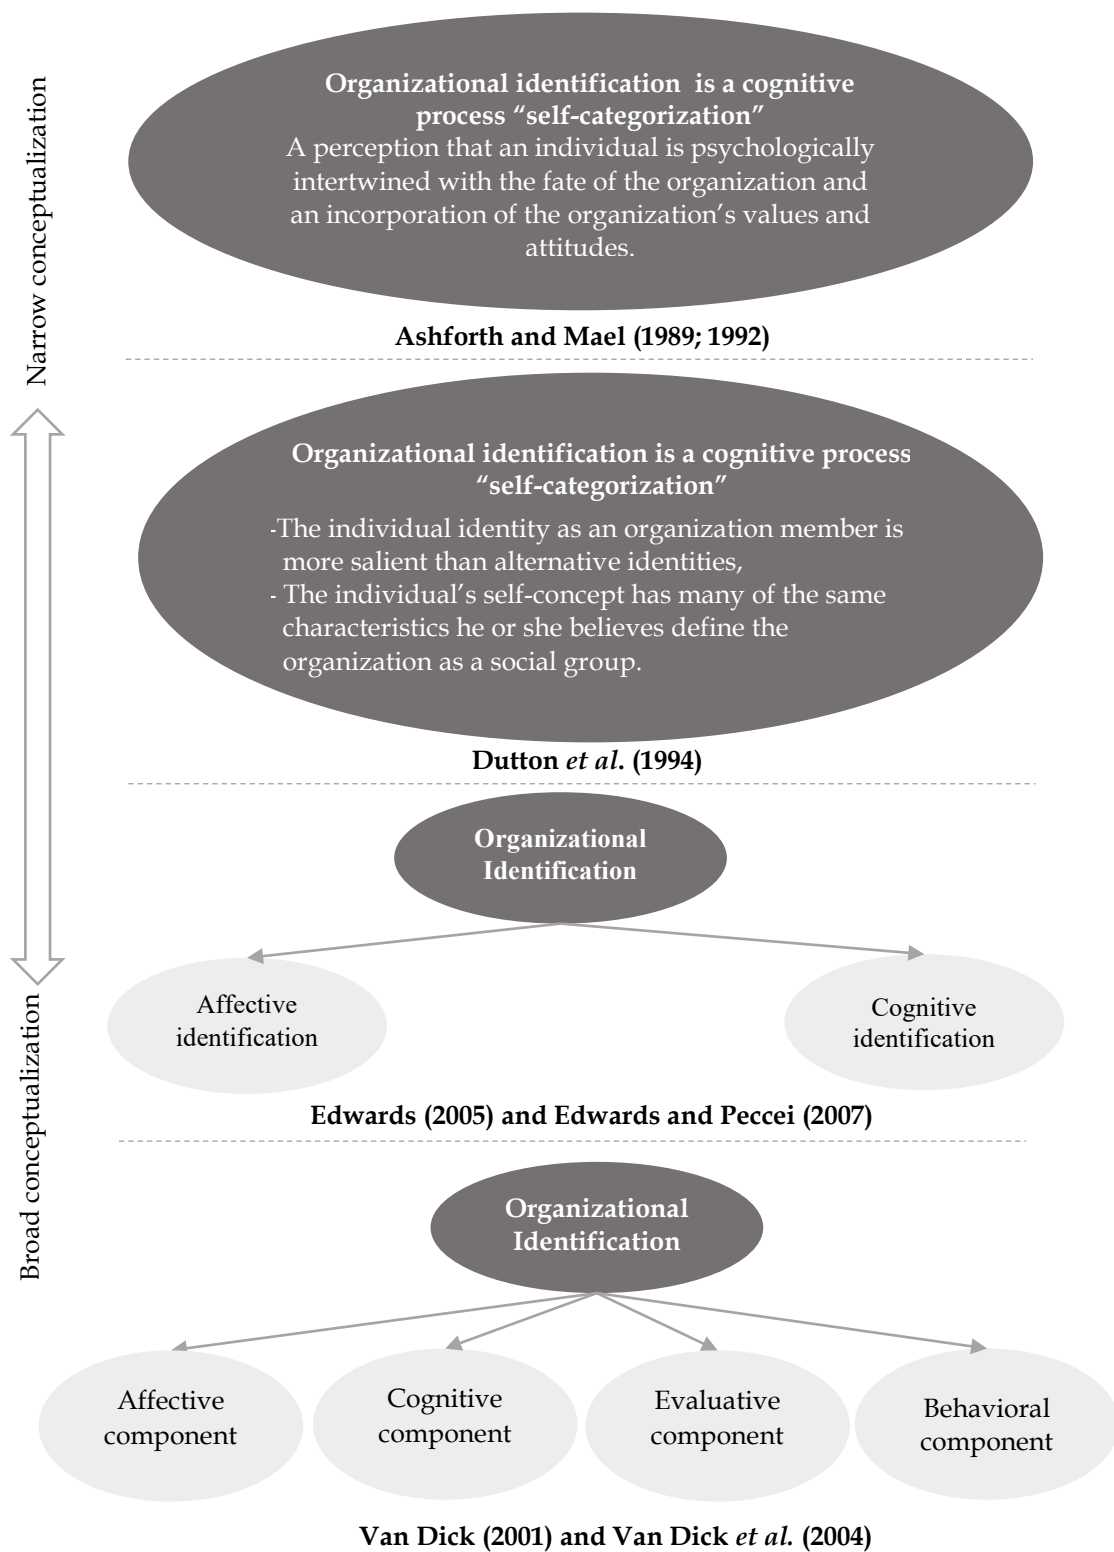 Narrow conceptualization
Organizational identification is a cognitive
process “self-categorization”
A perception that an individual is psychologically
intertwined with the fate of the organization and
an incorporation of the organization’s values and
attitudes.
Ashforth and Mael (1989; 1992)
Organizational identification is a cognitive process
“self-categorization”
-The individual identity as an organization member is
more salient than alternative identities,
- The individual’s self-concept has many of the same
characteristics he or she believes define the
organization as a social group.
Dutton et al. (1994)
Organizational
Identification
Affective
identification
Cognitive
identification
Edwards (2005) and Edwards and Peccei (2007)
Broad conceptualization
Organizational
Identification
Affective
component
Cognitive
component
Evaluative
component
Behavioral
component
Van Dick (2001) and Van Dick et al. (2004)